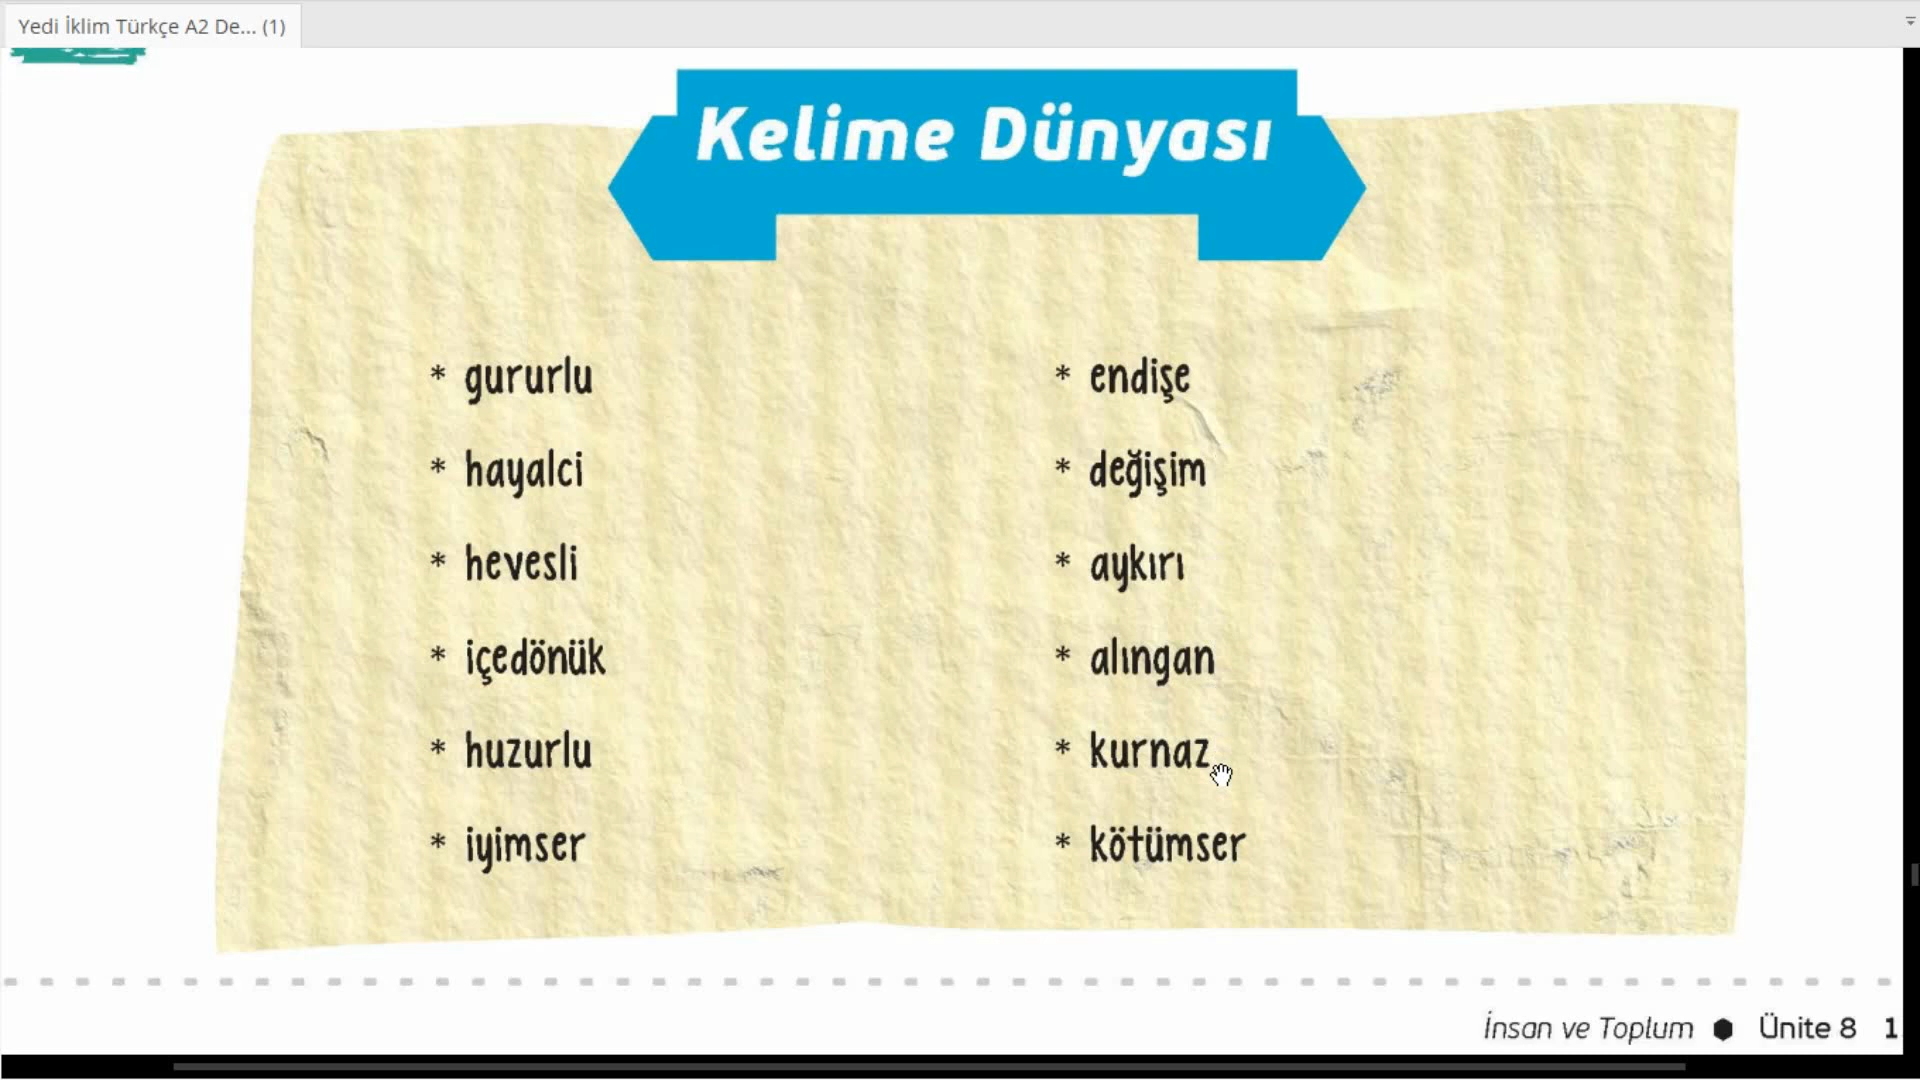 Yedi İklim Türkçe A2 De... (1)
Kelime Dünyası
* gururlu
* hayalci
* hevesli
* içedönük
* huzurlu
* iyimser
* endişe
* değişim
* aykırı
* alıngan
* kurnaz
* kötümser
İnsan ve Toplum ⬢ Ünite 8 1